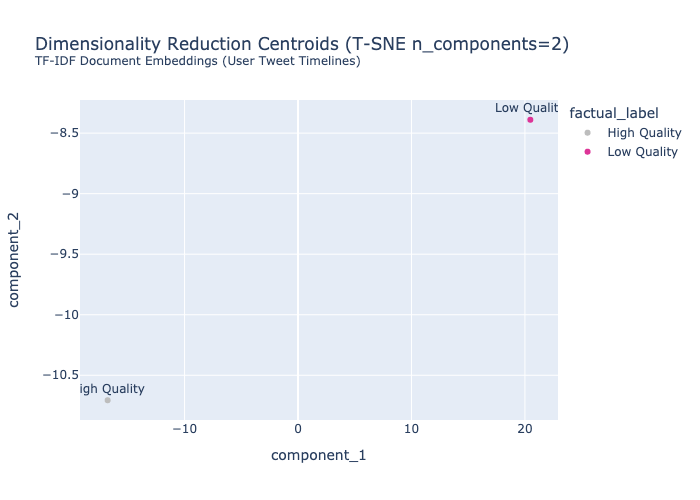 Dimensionality Reduction Centroids (T-SNE n_components=2)
TF-IDF Document Embeddings (User Tweet Timelines)
Low Qualit
factual_label
High Quality
Low Quality
−8.5
−9
−9.5
−10
−10.5
component_2
igh Quality
−10
0
10
20
component_1